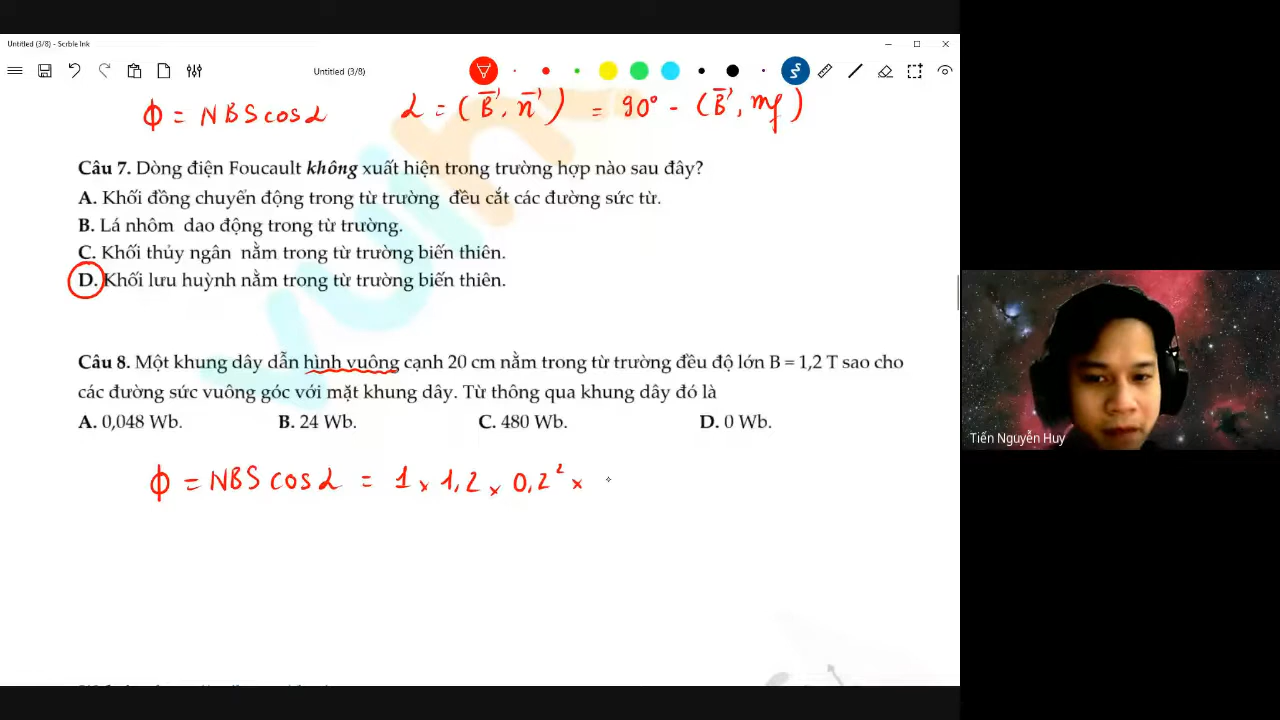 Untitled (3/8) - Scrble Ink
Untitled (3/8)
Φ = NBS cos α α = (B⃗, n⃗) = 90° - (B⃗, mf)
Câu 7. Dòng điện Foucault không xuất hiện trong trường hợp nào sau đây?
A. Khối đồng chuyển động trong từ trường đều cắt các đường sức từ.
B. Lá nhôm dao động trong từ trường.
C. Khối thủy ngân nằm trong từ trường biến thiên.
D. Khối lưu huỳnh nằm trong từ trường biến thiên.
Câu 8. Một khung dây dẫn hình vuông cạnh 20 cm nằm trong từ trường đều độ lớn B = 1,2 T sao cho
các đường sức vuông góc với mặt khung dây. Từ thông qua khung dây đó là
A. 0,048 Wb. B. 24 Wb. C. 480 Wb. D. 0 Wb.
Φ = NBS cos α = 1 × 1,2 × 0,2² ×
Tiến Nguyễn Huy